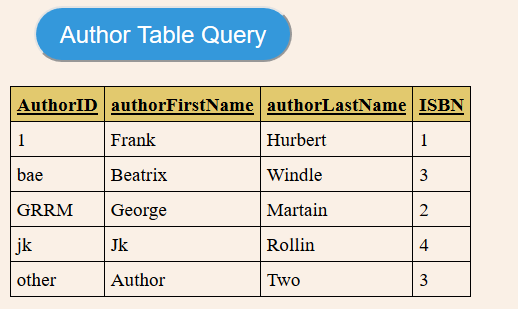 Author Table Query
AuthorID authorFirstName authorLastName ISBN
1 Frank Hurbert 1
bae Beatrix Windle 3
GRRM George Martain 2
jk Jk Rollin 4
other Author Two 3